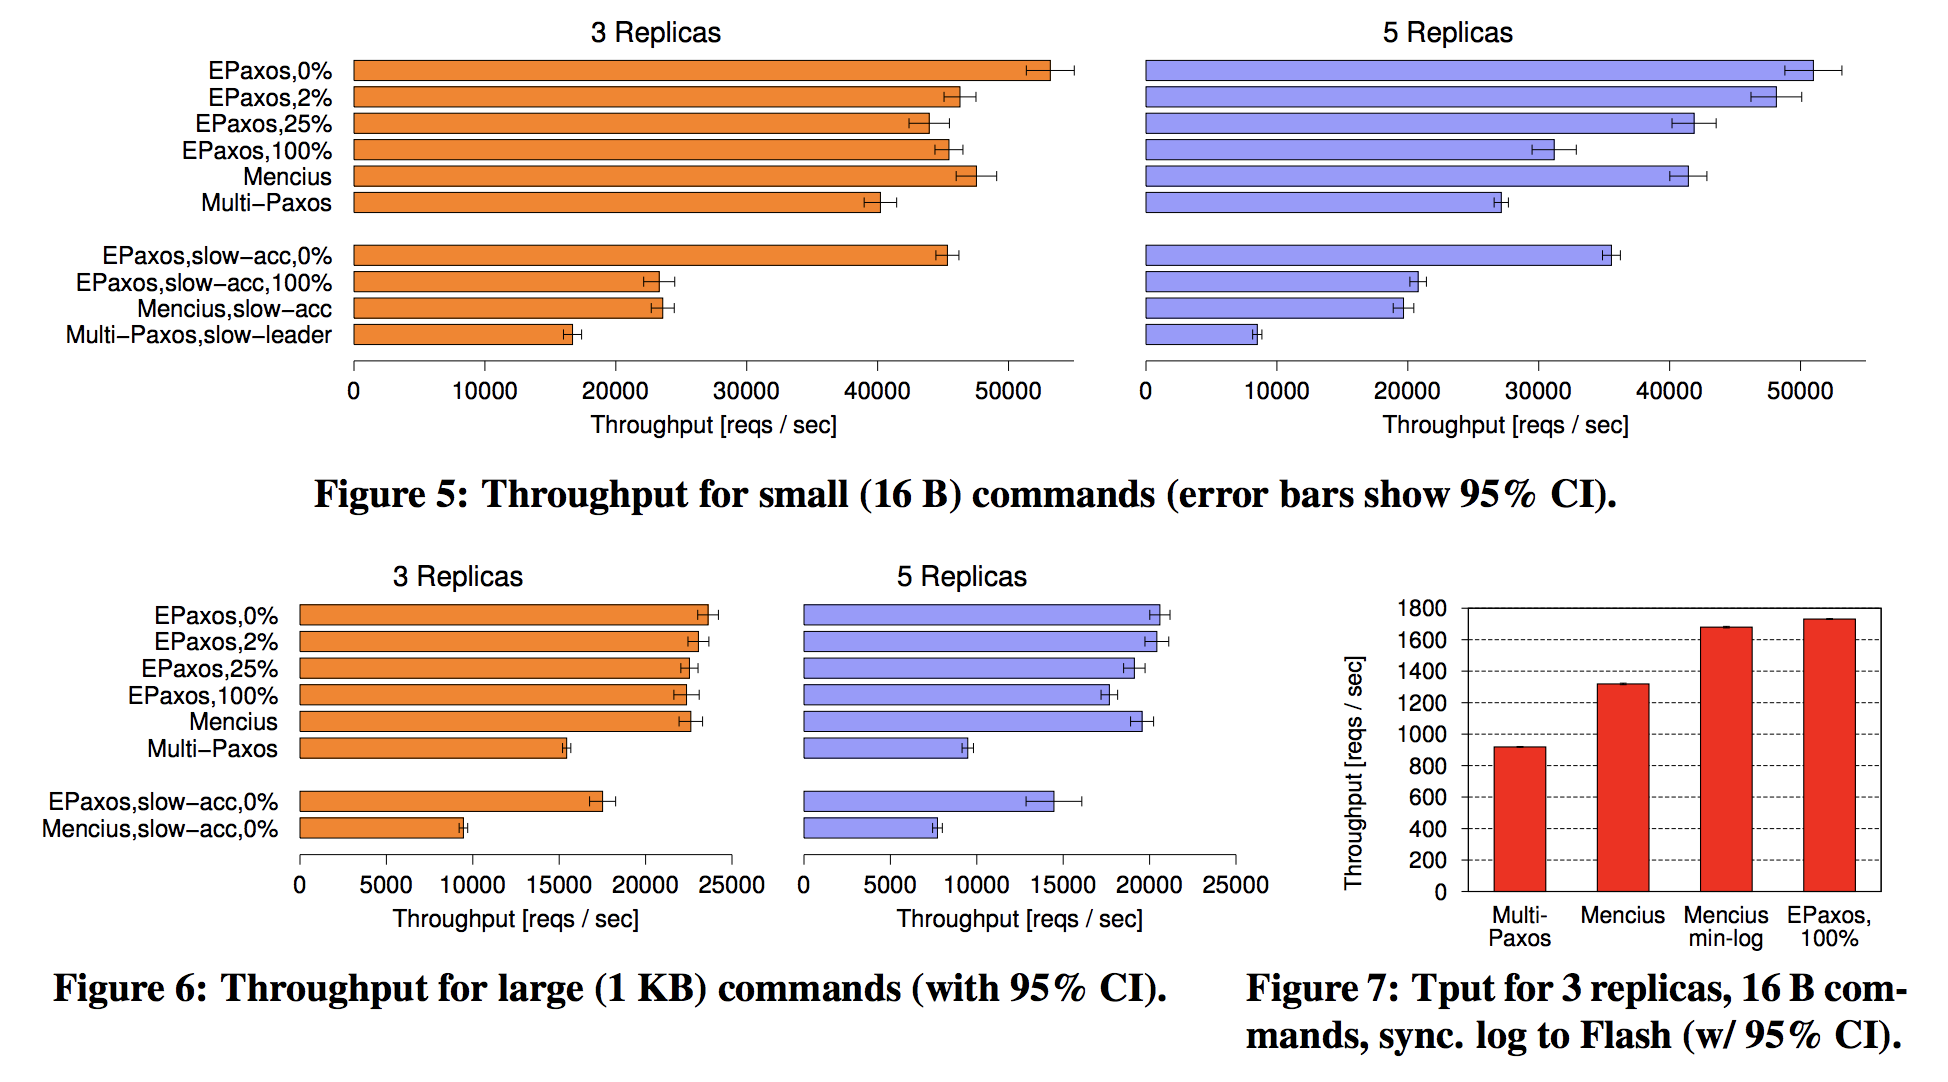 3 Replicas
EPaxos,0%
EPaxos,2%
EPaxos,25%
EPaxos,100%
Mencius
Multi−Paxos
EPaxos,slow−acc,0%
EPaxos,slow−acc,100%
Mencius,slow−acc
Multi−Paxos,slow−leader
0 10000 20000 30000 40000 50000
Throughput [reqs / sec]
5 Replicas
0 10000 20000 30000 40000 50000
Throughput [reqs / sec]
Figure 5: Throughput for small (16 B) commands (error bars show 95% CI).
3 Replicas
EPaxos,0%
EPaxos,2%
EPaxos,25%
EPaxos,100%
Mencius
Multi−Paxos
EPaxos,slow−acc,0%
Mencius,slow−acc,0%
0 5000 10000 15000 20000 25000
Throughput [reqs / sec]
5 Replicas
0 5000 10000 15000 20000 25000
Throughput [reqs / sec]
Figure 6: Throughput for large (1 KB) commands (with 95% CI).
Throughput [reqs / sec]
1800
1600
1400
1200
1000
800
600
400
200
0
Multi-
Paxos
Mencius
Mencius
min-log
EPaxos,
100%
Figure 7: Tput for 3 replicas, 16 B com-
mands, sync. log to Flash (w/ 95% CI).